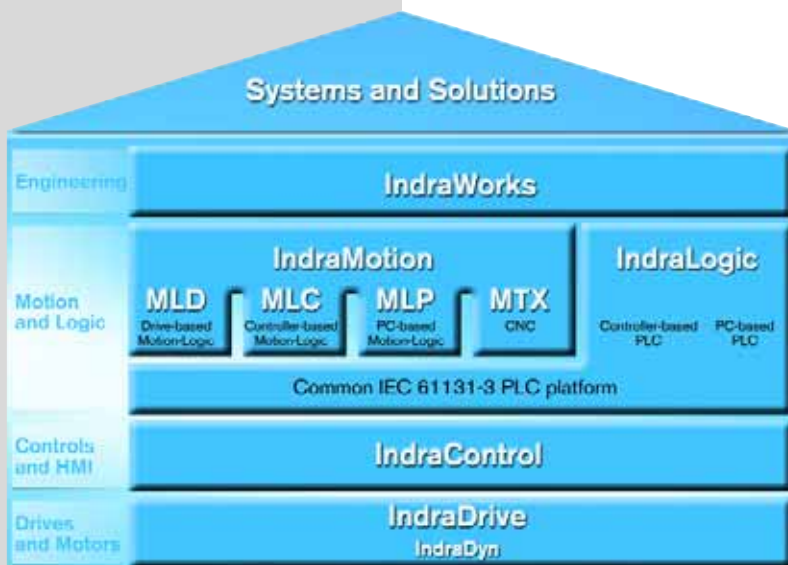 Systems and Solutions
Engineering
IndraWorks
Motion
and Logic
IndraMotion
MLD
Drive-based
Motion-Logic
MLC
Controller-based
Motion-Logic
MLP
PC-based
Motion-Logic
MTX
CNC
IndraLogic
Controller-based
PLC
PC-based
PLC
Common IEC 61131-3 PLC platform
Controls
and HMI
IndraControl
Drives
and Motors
IndraDrive
IndraDyn